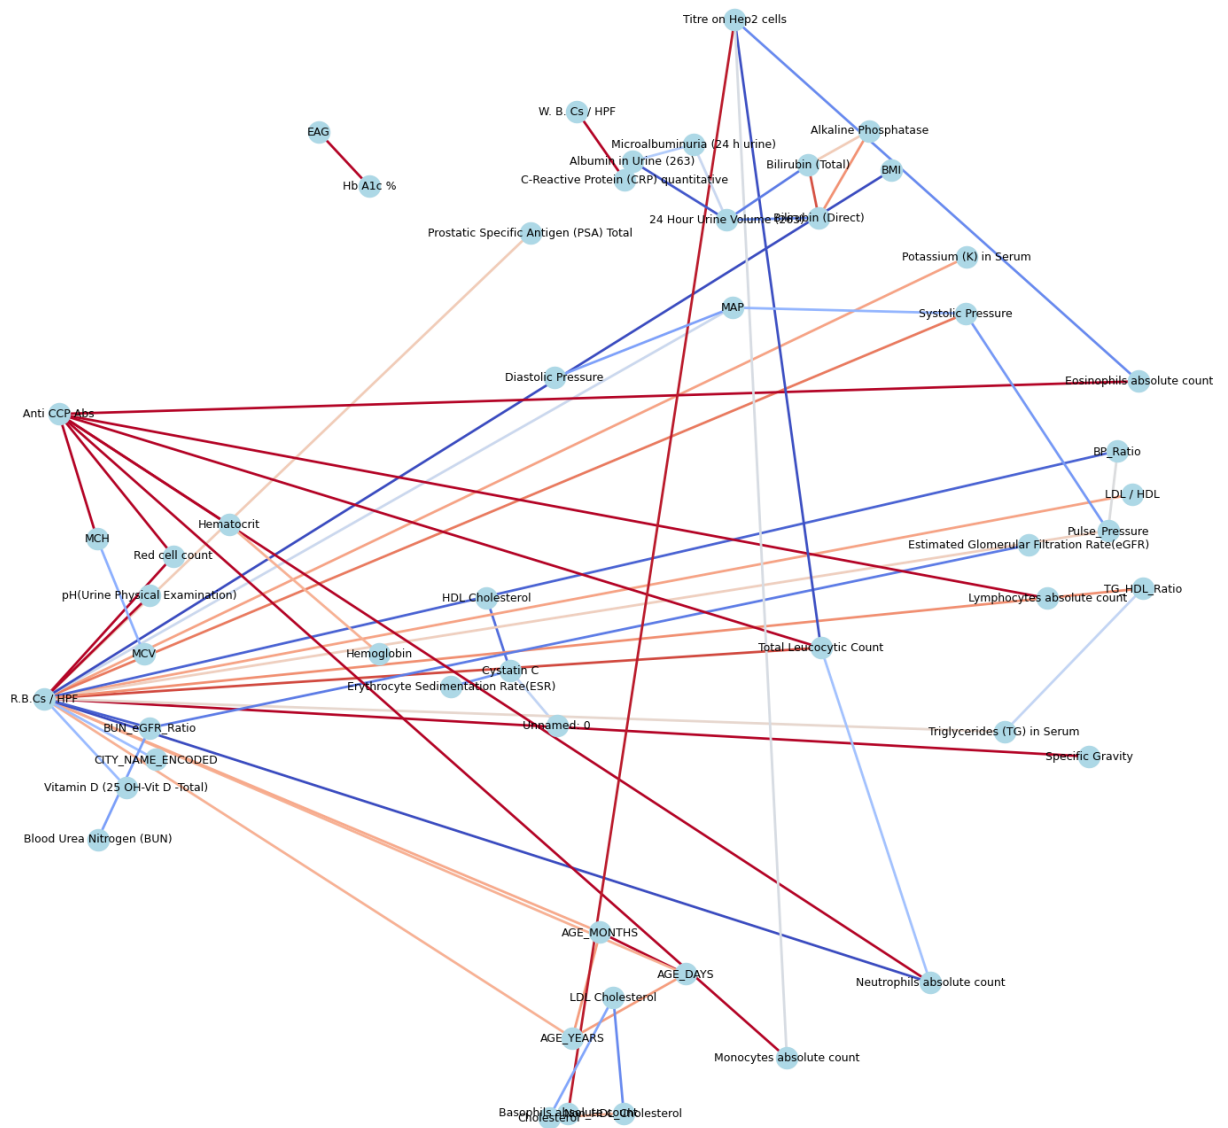 Titre on Hep2 cells
W. B. Cs / HPF
EAG
Alkaline Phosphatase
Microalbuminuria (24 h urine)
Albumin in Urine (263)
Bilirubin (Total)
BMI
C-Reactive Protein (CRP) quantitative
Hb A1c %
24 Hour Urine Volume (263)
Bilirubin (Direct)
Prostatic Specific Antigen (PSA) Total
Potassium (K) in Serum
MAP
Systolic Pressure
Diastolic Pressure
Eosinophils absolute count
Anti CCP Abs
BP_Ratio
LDL / HDL
Hematocrit
Pulse_Pressure
MCH
Estimated Glomerular Filtration Rate(eGFR)
Red cell count
TG_HDL_Ratio
pH(Urine Physical Examination)
HDL Cholesterol
Lymphocytes absolute count
MCV
Hemoglobin
Total Leucocytic Count
Cystatin C
Erythrocyte Sedimentation Rate(ESR)
R.B.Cs / HPF
BUN_eGFR_Ratio
Unnamed: 0
Triglycerides (TG) in Serum
CITY_NAME_ENCODED
Specific Gravity
Vitamin D (25 OH-Vit D -Total)
Blood Urea Nitrogen (BUN)
AGE_MONTHS
AGE_DAYS
Neutrophils absolute count
LDL Cholesterol
AGE_YEARS
Monocytes absolute count
Basophils absolute count
Non_HDL_Cholesterol
Cholesterol